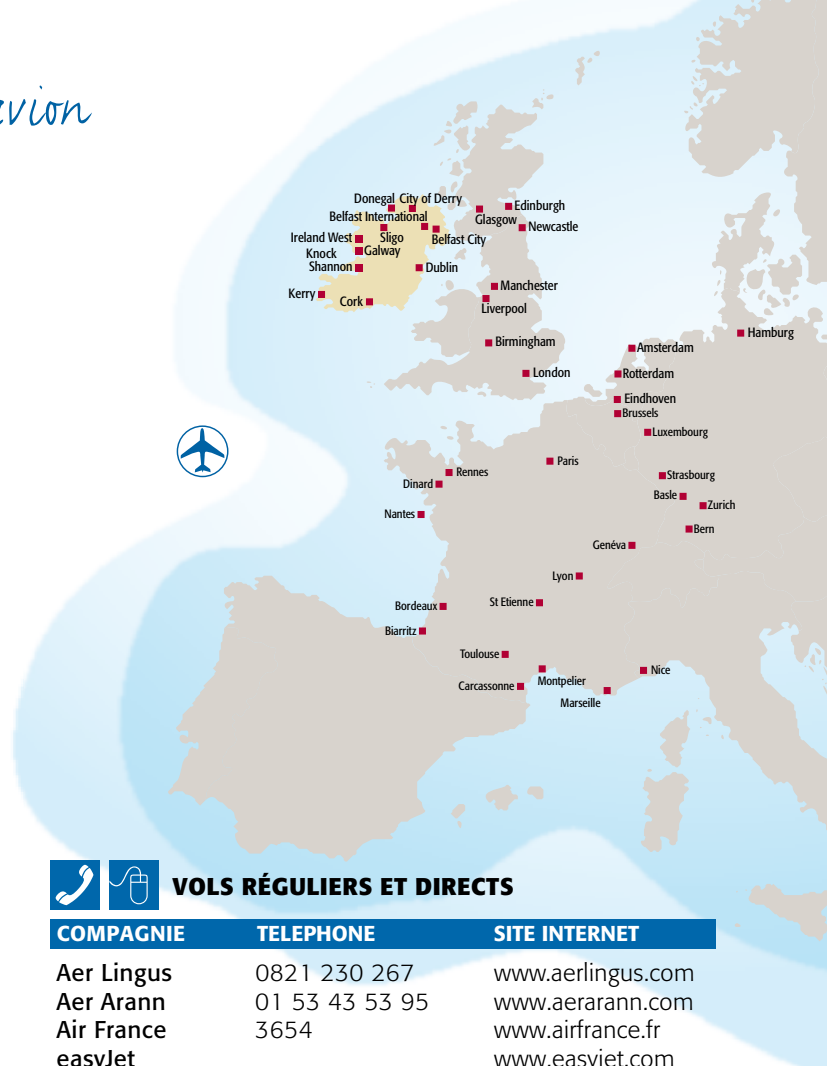 Donegal City of Derry
Belfast International
Ireland West
Sligo
Belfast City
Knock
Galway
Shannon
Dublin
Kerry
Cork
Edinburgh
Glasgow
Newcastle
Manchester
Liverpool
Birmingham
London
Hamburg
Amsterdam
Rotterdam
Eindhoven
Brussels
Luxembourg
Paris
Rennes
Dinard
Nantes
Strasbourg
Basle
Zurich
Bern
Genéva
Lyon
St Etienne
Bordeaux
Biarritz
Toulouse
Carcassonne
Montpelier
Marseille
Nice
VOLS RÉGULIERS ET DIRECTS
COMPAGNIE TELEPHONE SITE INTERNET
Aer Lingus 0821 230 267 www.aerlingus.com
Aer Arann 01 53 43 53 95 www.aerarann.com
Air France 3654 www.airfrance.fr
easyJet www.easyjet.com